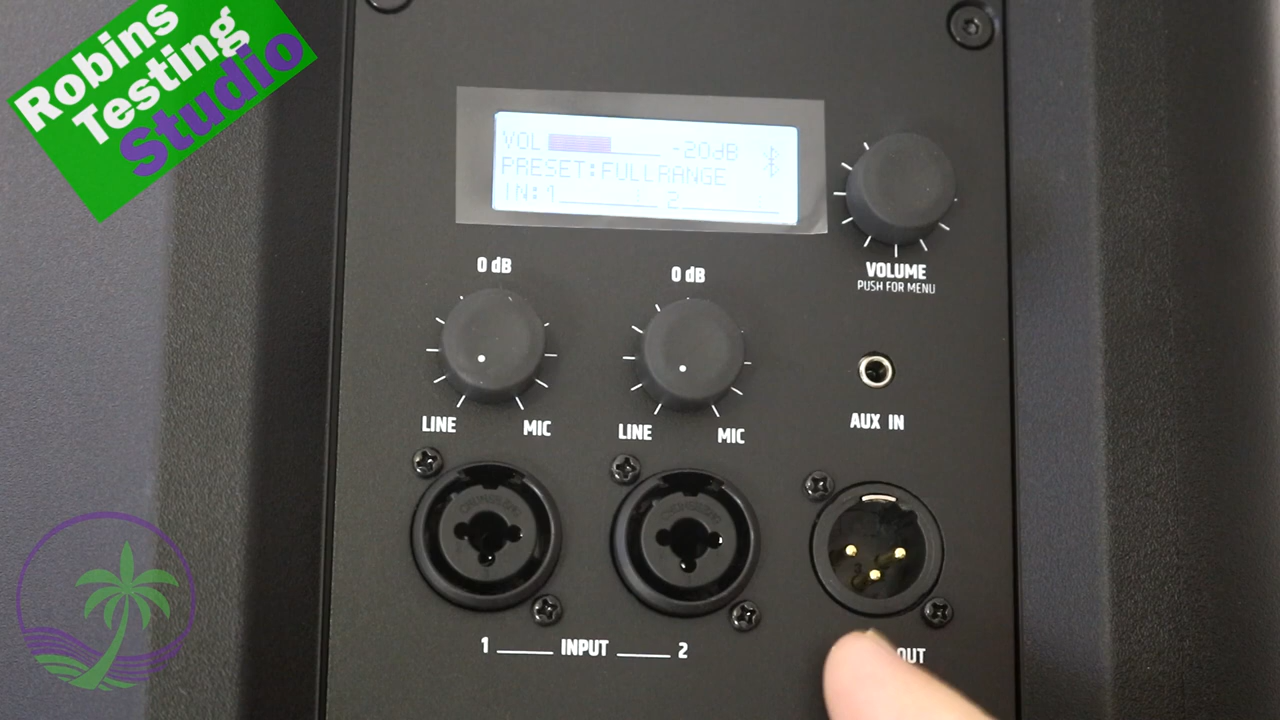 Robins
Testing
Studio
VOL -20dB
PRESET:FULLRANGE
IN:1 2
0 dB
0 dB
VOLUME
PUSH FOR MENU
LINE MIC
LINE MIC
AUX IN
1 INPUT 2
OUT